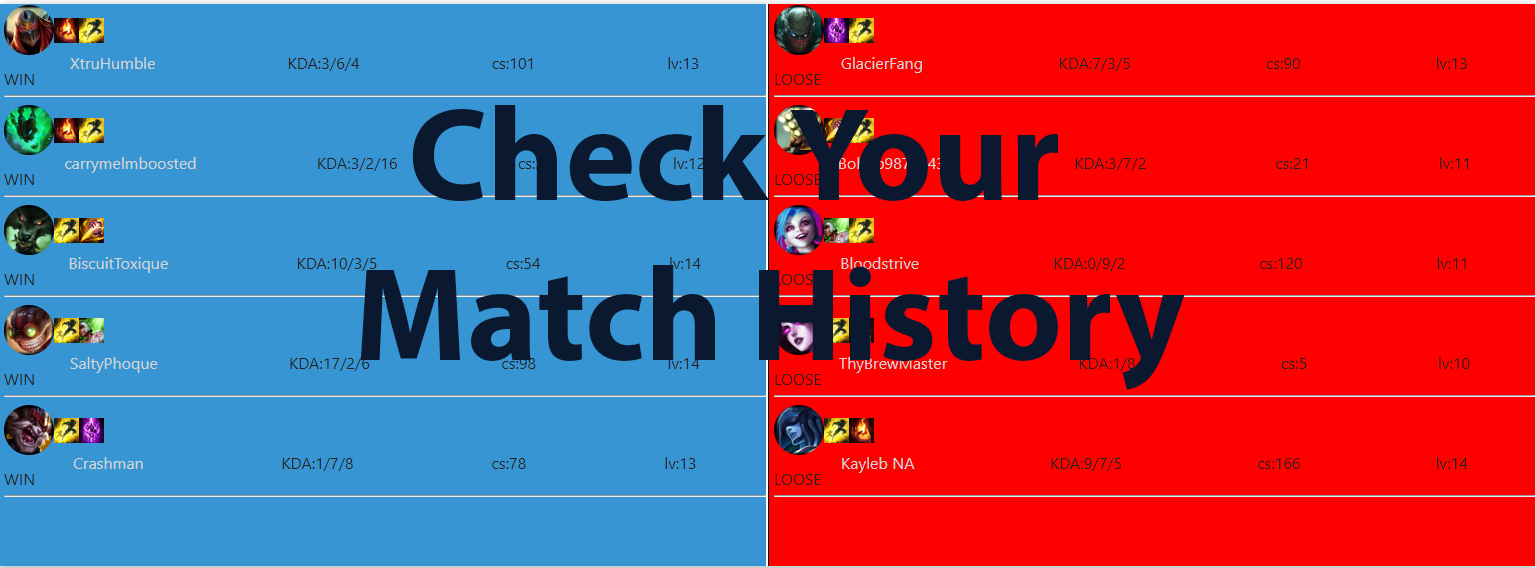 XtruHumble KDA:3/6/4 cs:101 lv:13
WIN
carrymeImboosted KDA:3/2/16 lv:12
WIN
BiscuitToxique KDA:10/3/5 cs:54 lv:14
WIN
SaltyPhoque KDA:17/2/6 cs:98 lv:14
WIN
Crashman KDA:1/7/8 cs:78 lv:13
WIN
GlacierFang KDA:7/3/5 cs:90 lv:13
LOOSE
KDA:3/7/2 cs:21 lv:11
LOOSE
Bloodstrive KDA:0/9/2 cs:120 lv:11
LOOSE
ThyBrewMaster cs:5 lv:10
LOOSE
Kayleb NA KDA:9/7/5 cs:166 lv:14
LOOSE
Check Your
Match History